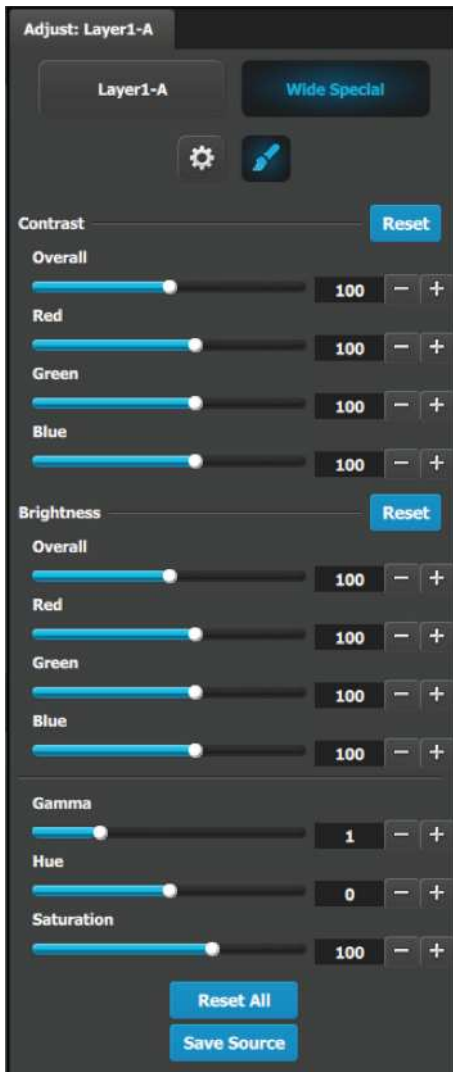 Adjust: Layer1-A
Layer1-A Wide Special
Contrast Reset
Overall
100 − +
Red
100 − +
Green
100 − +
Blue
100 − +
Brightness Reset
Overall
100 − +
Red
100 − +
Green
100 − +
Blue
100 − +
Gamma
1 − +
Hue
0 − +
Saturation
100 − +
Reset All
Save Source